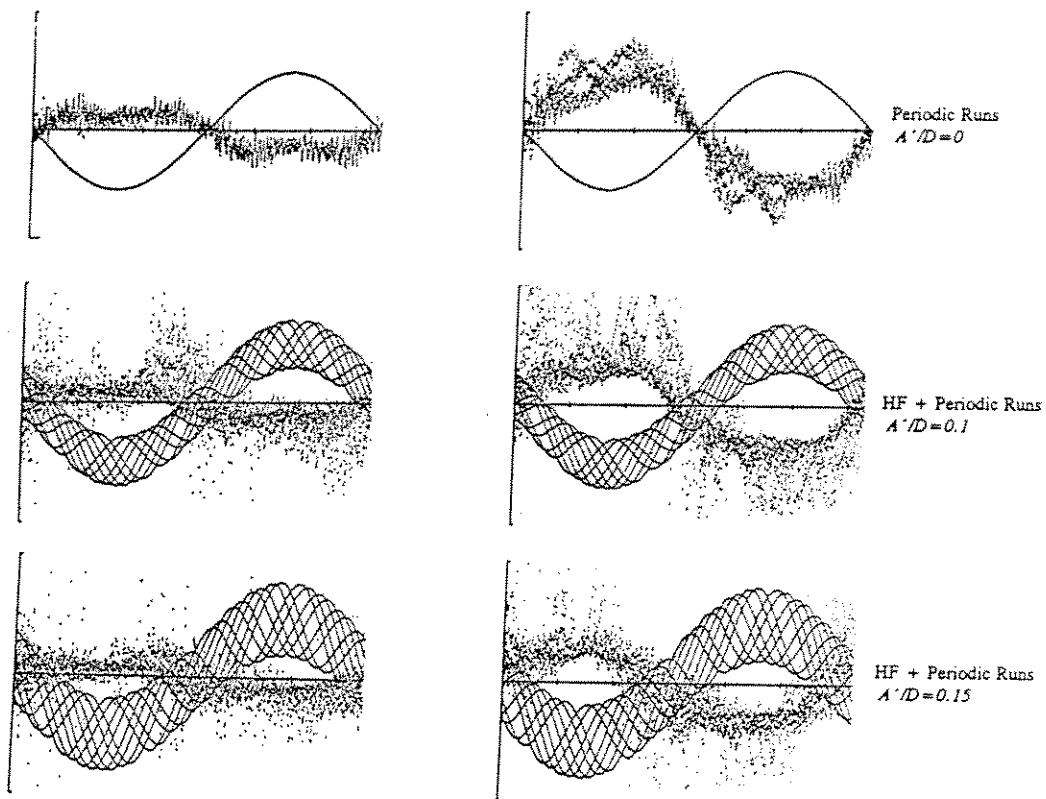 Periodic Runs
A´/D=0
HF + Periodic Runs
A´/D=0.1
HF + Periodic Runs
A´/D=0.15